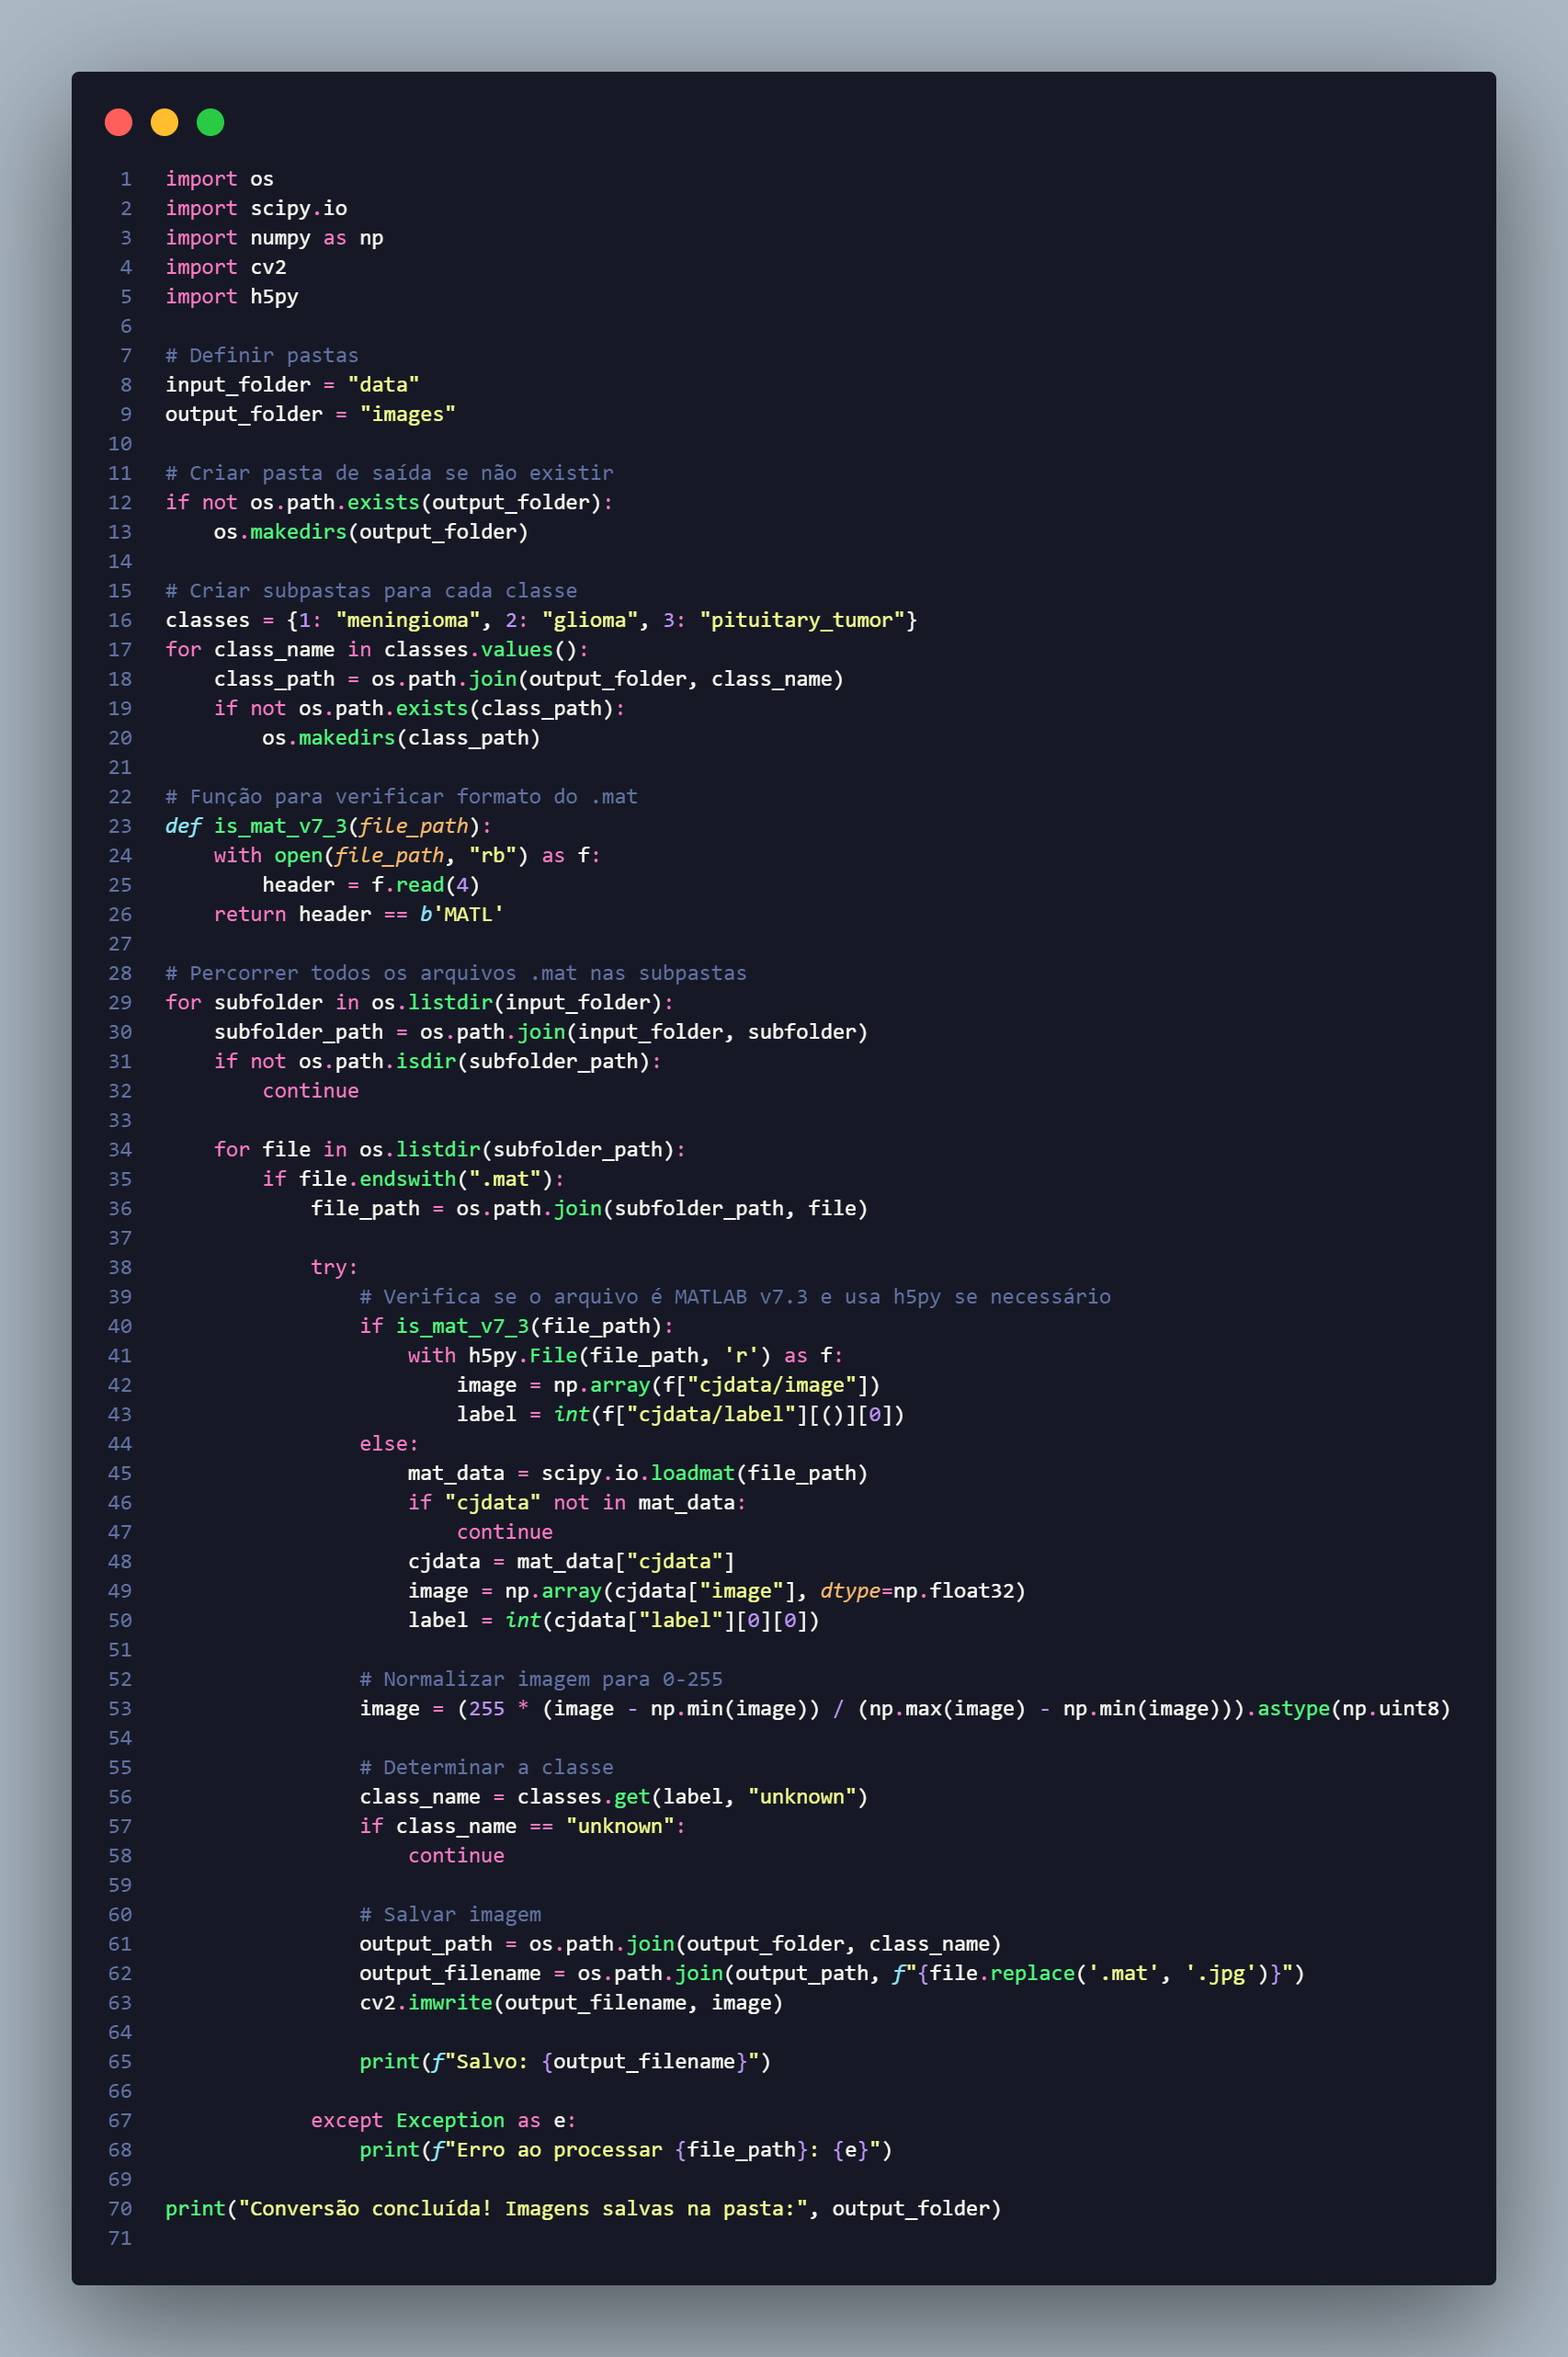 1 import os
2 import scipy.io
3 import numpy as np
4 import cv2
5 import h5py
6
7 # Definir pastas
8 input_folder = "data"
9 output_folder = "images"
10
11 # Criar pasta de saída se não existir
12 if not os.path.exists(output_folder):
13     os.makedirs(output_folder)
14
15 # Criar subpastas para cada classe
16 classes = {1: "meningioma", 2: "glioma", 3: "pituitary_tumor"}
17 for class_name in classes.values():
18     class_path = os.path.join(output_folder, class_name)
19     if not os.path.exists(class_path):
20         os.makedirs(class_path)
21
22 # Função para verificar formato do .mat
23 def is_mat_v7_3(file_path):
24     with open(file_path, "rb") as f:
25         header = f.read(4)
26     return header == b'MATL'
27
28 # Percorrer todos os arquivos .mat nas subpastas
29 for subfolder in os.listdir(input_folder):
30     subfolder_path = os.path.join(input_folder, subfolder)
31     if not os.path.isdir(subfolder_path):
32         continue
33
34     for file in os.listdir(subfolder_path):
35         if file.endswith(".mat"):
36             file_path = os.path.join(subfolder_path, file)
37
38             try:
39                 # Verifica se o arquivo é MATLAB v7.3 e usa h5py se necessário
40                 if is_mat_v7_3(file_path):
41                     with h5py.File(file_path, 'r') as f:
42                         image = np.array(f["cjdata/image"])
43                         label = int(f["cjdata/label"][()][0])
44                 else:
45                     mat_data = scipy.io.loadmat(file_path)
46                     if "cjdata" not in mat_data:
47                         continue
48                     cjdata = mat_data["cjdata"]
49                     image = np.array(cjdata["image"], dtype=np.float32)
50                     label = int(cjdata["label"][0][0])
51
52                 # Normalizar imagem para 0-255
53                 image = (255 * (image - np.min(image)) / (np.max(image) - np.min(image))).astype(np.uint8)
54
55                 # Determinar a classe
56                 class_name = classes.get(label, "unknown")
57                 if class_name == "unknown":
58                     continue
59
60                 # Salvar imagem
61                 output_path = os.path.join(output_folder, class_name)
62                 output_filename = os.path.join(output_path, f"{file.replace('.mat', '.jpg')}")
63                 cv2.imwrite(output_filename, image)
64
65                 print(f"Salvo: {output_filename}")
66
67             except Exception as e:
68                 print(f"Erro ao processar {file_path}: {e}")
69
70 print("Conversão concluída! Imagens salvas na pasta:", output_folder)
71